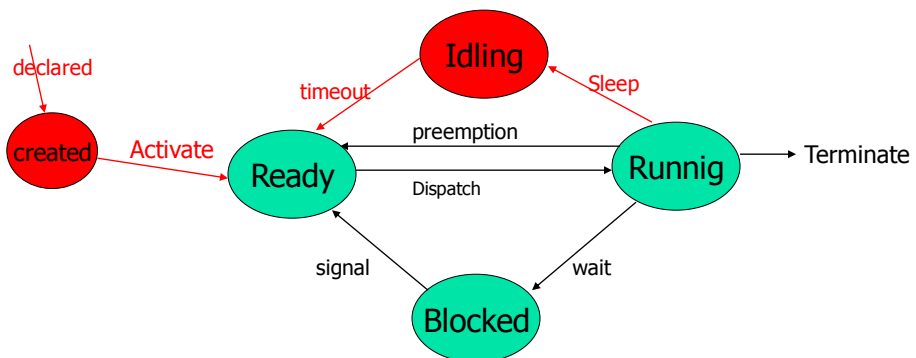 Idling
declared
Sleep
timeout
preemption
Activate
created
Ready
Dispatch
Runnig
Terminate
signal
wait
Blocked